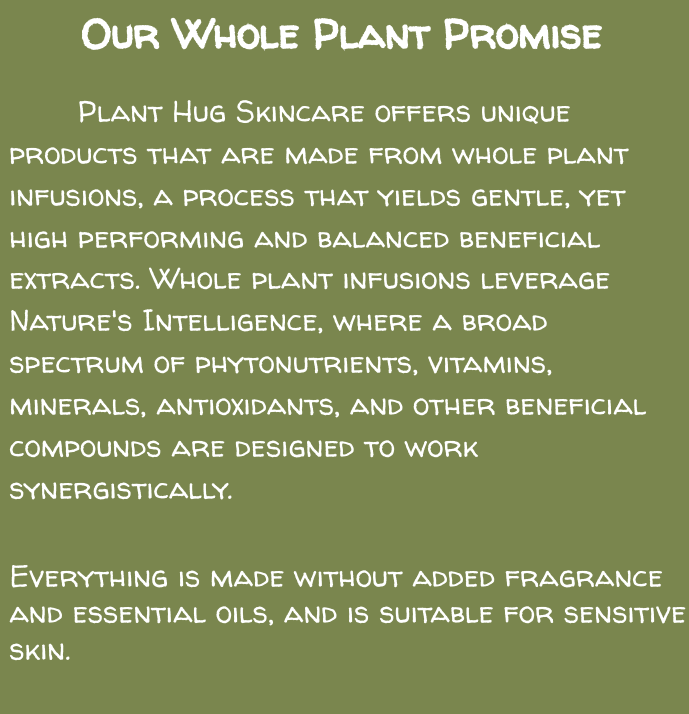 Our Whole Plant Promise
Plant Hug Skincare offers unique
products that are made from whole plant
infusions, a process that yields gentle, yet
high performing and balanced beneficial
extracts. Whole plant infusions leverage
Nature's Intelligence, where a broad
spectrum of phytonutrients, vitamins,
minerals, antioxidants, and other beneficial
compounds are designed to work
synergistically.
Everything is made without added fragrance
and essential oils, and is suitable for sensitive
skin.